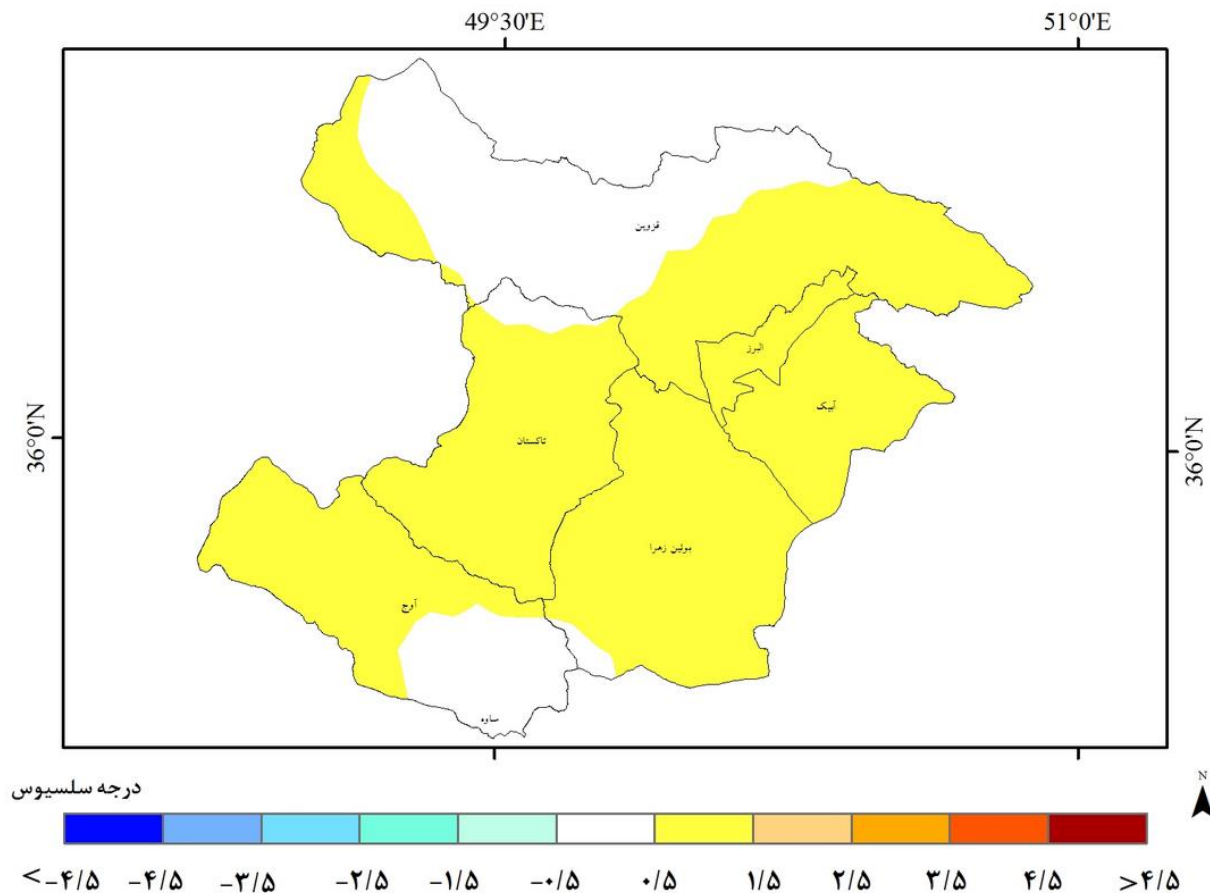 49°30'E 51°0'E
قزوین
البرز
آبیک
36°0'N 36°0'N
تاکستان
بوئین زهرا
آوج
ساوه
درجه سلسیوس
N
<-۴/۵ -۴/۵ -۳/۵ -۲/۵ -۱/۵ -۰/۵ ۰/۵ ۱/۵ ۲/۵ ۳/۵ ۴/۵ >۴/۵